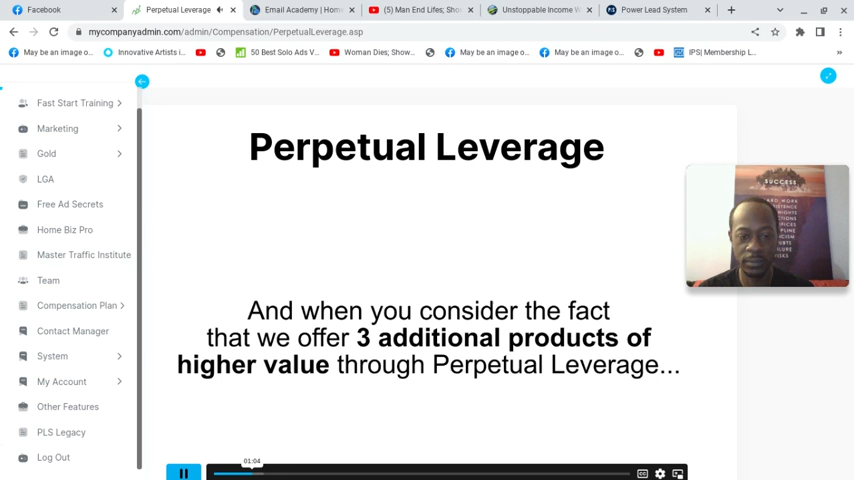 Facebook
Perpetual Leverage
Email Academy | Hom
(5) Man End Lifes; Sho
Unstoppable Income W
Power Lead System
mycompanyadmin.com/admin/Compensation/PerpetualLeverage.asp
May be an image o...
Innovative Artists i...
50 Best Solo Ads V...
Woman Dies; Show...
May be an image o...
May be an image o...
IPS| Membership L...
Fast Start Training
Marketing
Gold
LGA
Free Ad Secrets
Home Biz Pro
Master Traffic Institute
Team
Compensation Plan
Contact Manager
System
My Account
Other Features
PLS Legacy
Log Out
Perpetual Leverage
And when you consider the fact
that we offer 3 additional products of
higher value through Perpetual Leverage...
01:04
CC
SUCCESS